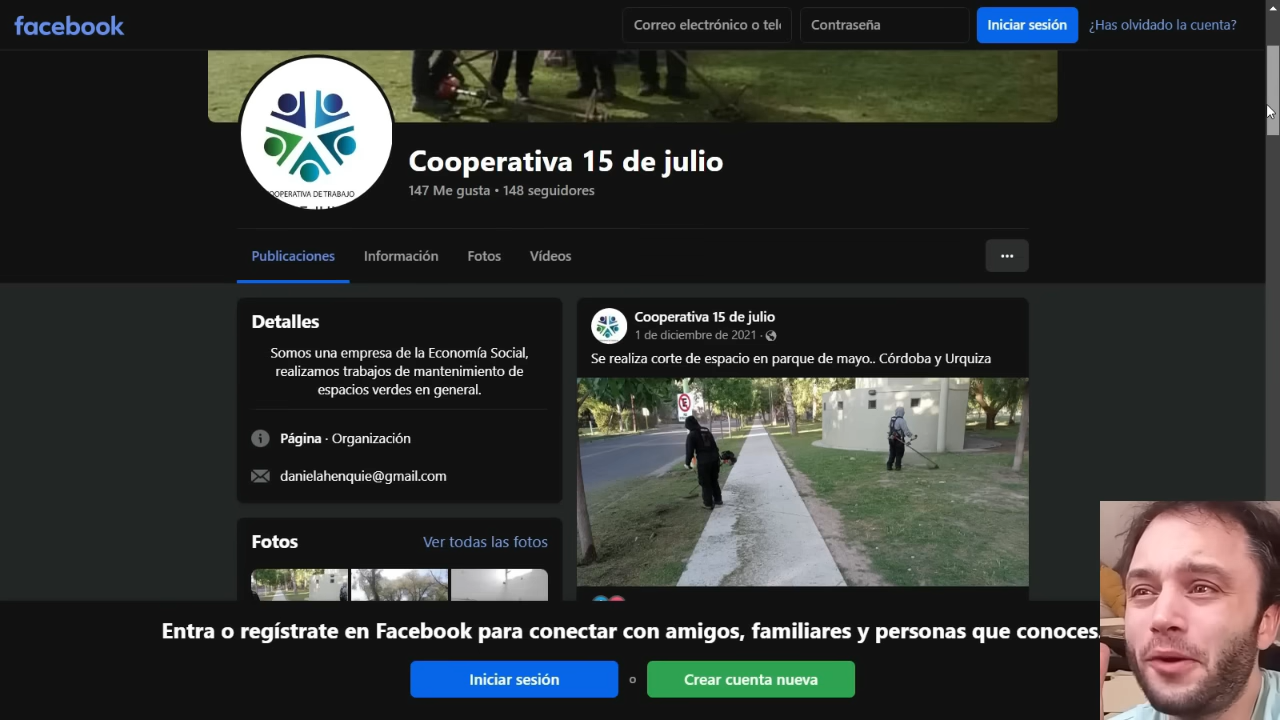 facebook
Correo electrónico o telé
Contraseña
Iniciar sesión
¿Has olvidado la cuenta?
Cooperativa 15 de julio
147 Me gusta • 148 seguidores
Publicaciones
Información
Fotos
Vídeos
Detalles
Somos una empresa de la Economía Social,
realizamos trabajos de mantenimiento de
espacios verdes en general.
Página · Organización
danielahenquie@gmail.com
Fotos
Ver todas las fotos
Cooperativa 15 de julio
1 de diciembre de 2021 ·
Se realiza corte de espacio en parque de mayo.. Córdoba y Urquiza
E
Entra o regístrate en Facebook para conectar con amigos, familiares y personas que conoces.
Iniciar sesión
o
Crear cuenta nueva